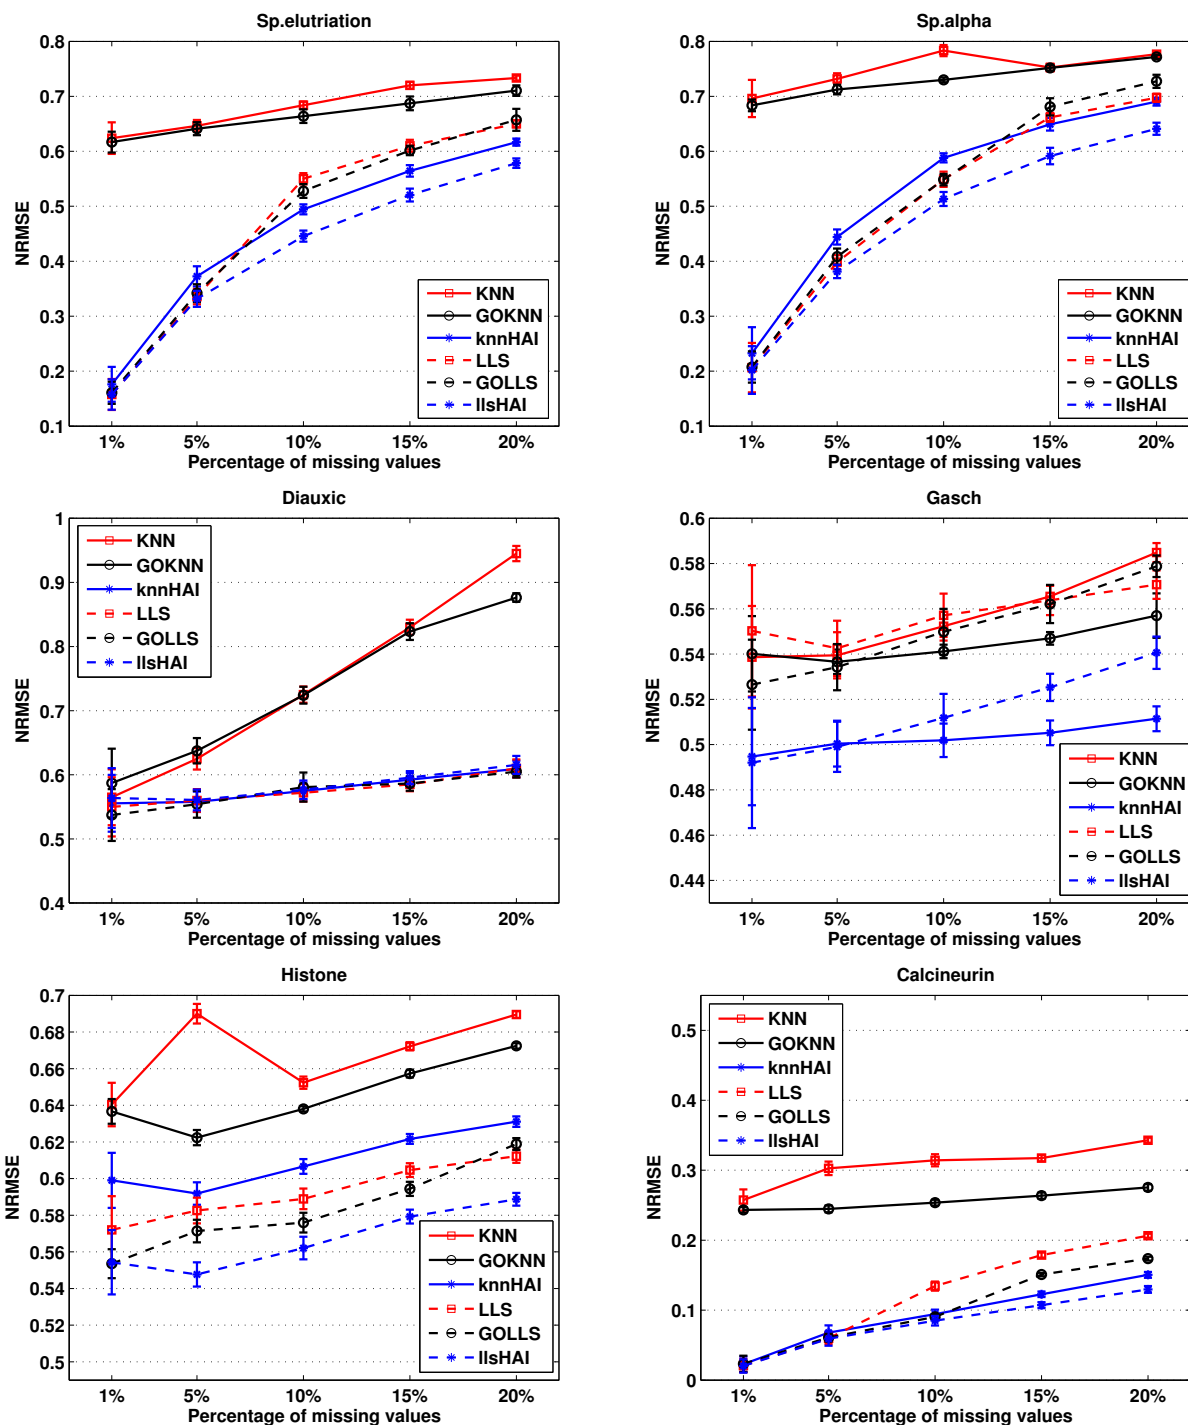 Sp.elutriation
NRMSE
0.8
0.7
0.6
0.5
0.4
0.3
0.2
0.1
KNN
GOKNN
knnHAI
LLS
GOLLS
llsHAI
1% 5% 10% 15% 20%
Percentage of missing values
Sp.alpha
NRMSE
0.8
0.7
0.6
0.5
0.4
0.3
0.2
0.1
KNN
GOKNN
knnHAI
LLS
GOLLS
llsHAI
1% 5% 10% 15% 20%
Percentage of missing values
Diauxic
NRMSE
1
0.9
0.8
0.7
0.6
0.5
0.4
KNN
GOKNN
knnHAI
LLS
GOLLS
llsHAI
1% 5% 10% 15% 20%
Percentage of missing values
Gasch
NRMSE
0.6
0.58
0.56
0.54
0.52
0.5
0.48
0.46
0.44
KNN
GOKNN
knnHAI
LLS
GOLLS
llsHAI
1% 5% 10% 15% 20%
Percentage of missing values
Histone
NRMSE
0.7
0.68
0.66
0.64
0.62
0.6
0.58
0.56
0.54
0.52
0.5
KNN
GOKNN
knnHAI
LLS
GOLLS
llsHAI
1% 5% 10% 15% 20%
Percentage of missing values
Calcineurin
NRMSE
0.5
0.4
0.3
0.2
0.1
0
KNN
GOKNN
knnHAI
LLS
GOLLS
llsHAI
1% 5% 10% 15% 20%
Percentage of missing values